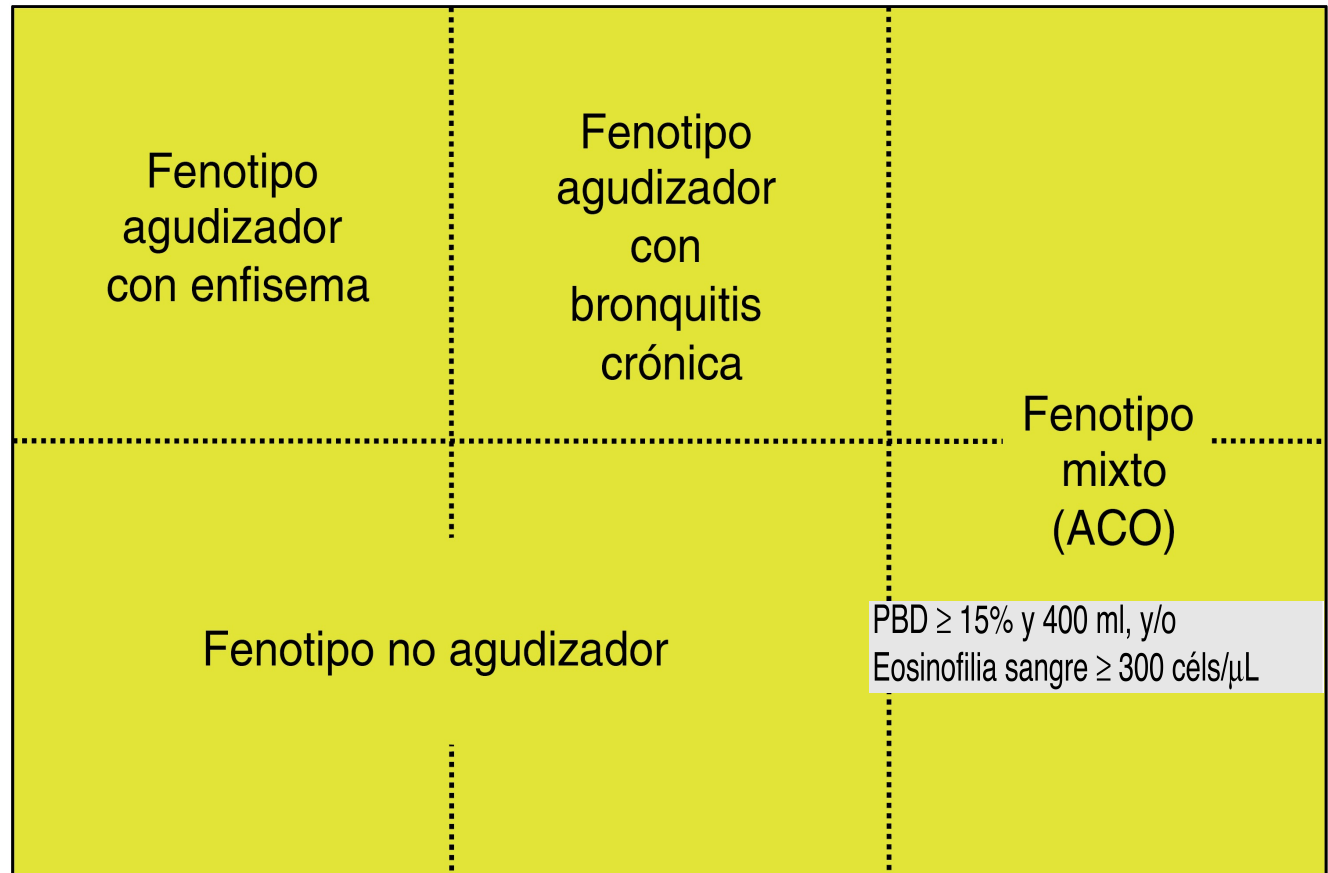 Fenotipo
agudizador
con enfisema
Fenotipo
agudizador
con
bronquitis
crónica
Fenotipo
mixto
(ACO)
Fenotipo no agudizador
PBD ≥ 15% y 400 ml, y/o
Eosinofilia sangre ≥ 300 céls/μL